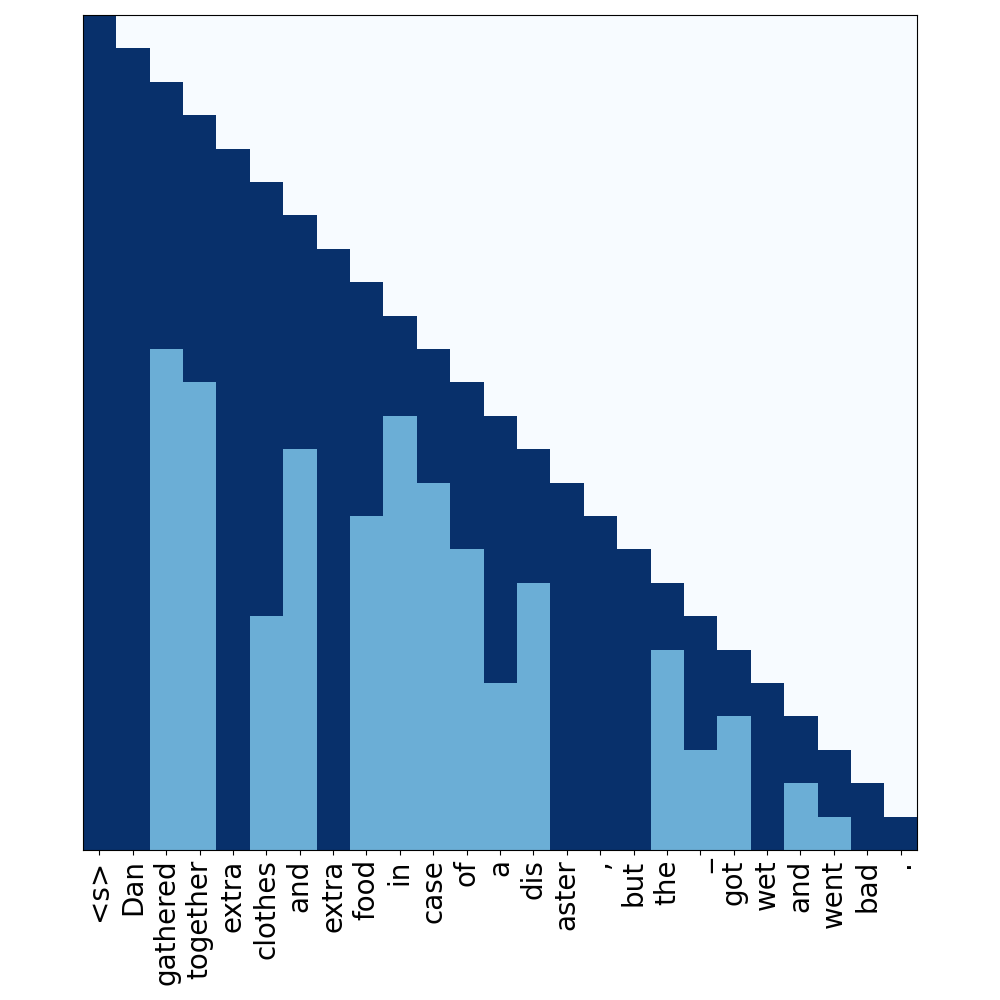 <s>
Dan
gathered
together
extra
clothes
and
extra
food
in
case
of
a
dis
aster
,
but
the
_
got
wet
and
went
bad
.